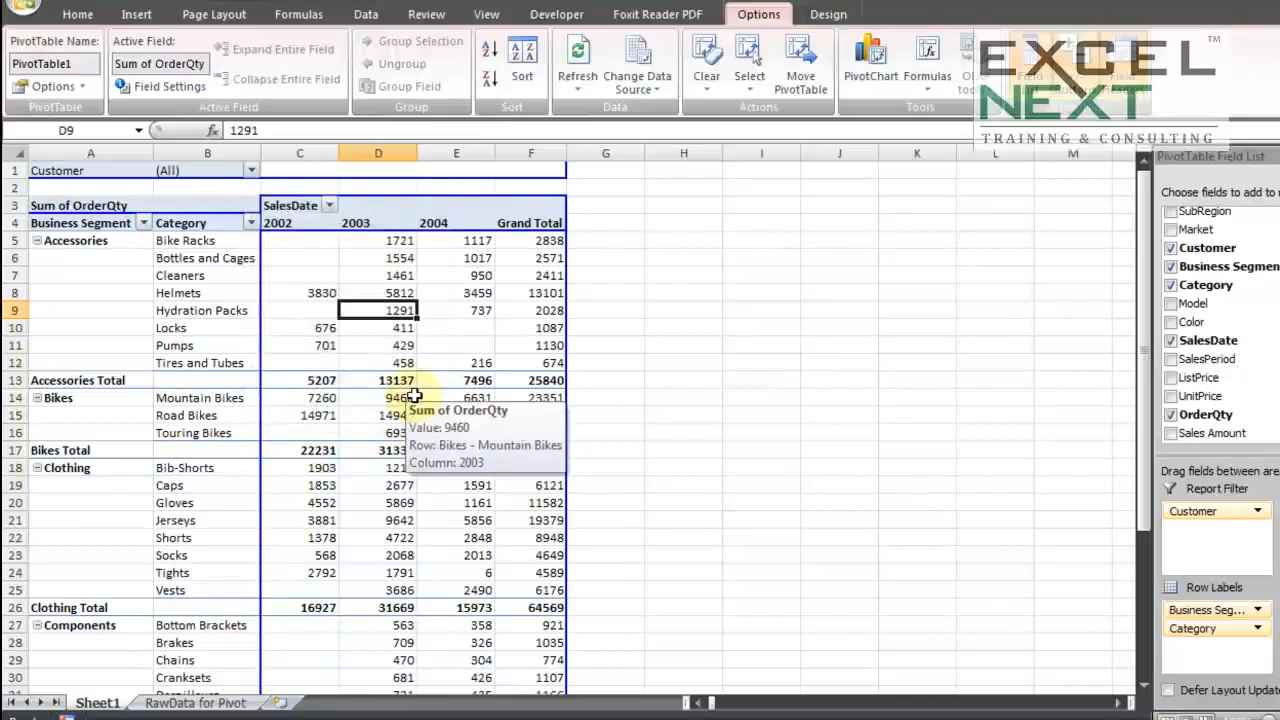 Home Insert Page Layout Formulas Data Review View Developer Foxit Reader PDF Options Design
PivotTable Name:
PivotTable1
Options
PivotTable
Active Field:
Sum of OrderQty
Field Settings
Expand Entire Field
Collapse Entire Field
Active Field
Group Selection
Ungroup
Group Field
Group
Sort
Sort
Refresh
Change Data
Source
Data
Clear
Select
Move
PivotTable
Actions
PivotChart
Formulas
Tools
EXCEL
NEXT
TM
TRAINING & CONSULTING
D9 fx 1291
A B C D E F G H I J K L M
1 Customer (All)
2
3 Sum of OrderQty SalesDate
4 Business Segment Category 2002 2003 2004 Grand Total
5 Accessories Bike Racks 1721 1117 2838
6 Bottles and Cages 1554 1017 2571
7 Cleaners 1461 950 2411
8 Helmets 3830 5812 3459 13101
9 Hydration Packs 1291 737 2028
10 Locks 676 411 1087
11 Pumps 701 429 1130
12 Tires and Tubes 458 216 674
13 Accessories Total 5207 13137 7496 25840
14 Bikes Mountain Bikes 7260 6631 23351
15 Road Bikes 14971
16 Touring Bikes
17 Bikes Total 22231
18 Clothing Bib-Shorts 1903
19 Caps 1853 2677 1591 6121
20 Gloves 4552 5869 1161 11582
21 Jerseys 3881 9642 5856 19379
22 Shorts 1378 4722 2848 8948
23 Socks 568 2068 2013 4649
24 Tights 2792 1791 6 4589
25 Vests 3686 2490 6176
26 Clothing Total 16927 31669 15973 64569
27 Components Bottom Brackets 563 358 921
28 Brakes 709 326 1035
29 Chains 470 304 774
30 Cranksets 681 426 1107
Sum of OrderQty
Value: 9460
Row: Bikes - Mountain Bikes
Column: 2003
PivotTable Field List
Choose fields to add to
SubRegion
Market
Customer
Business Segmen
Category
Model
Color
SalesDate
SalesPeriod
ListPrice
UnitPrice
OrderQty
Sales Amount
Drag fields between area
Report Filter
Customer
Row Labels
Business Seg...
Category
Defer Layout Update
Sheet1 RawData for Pivot